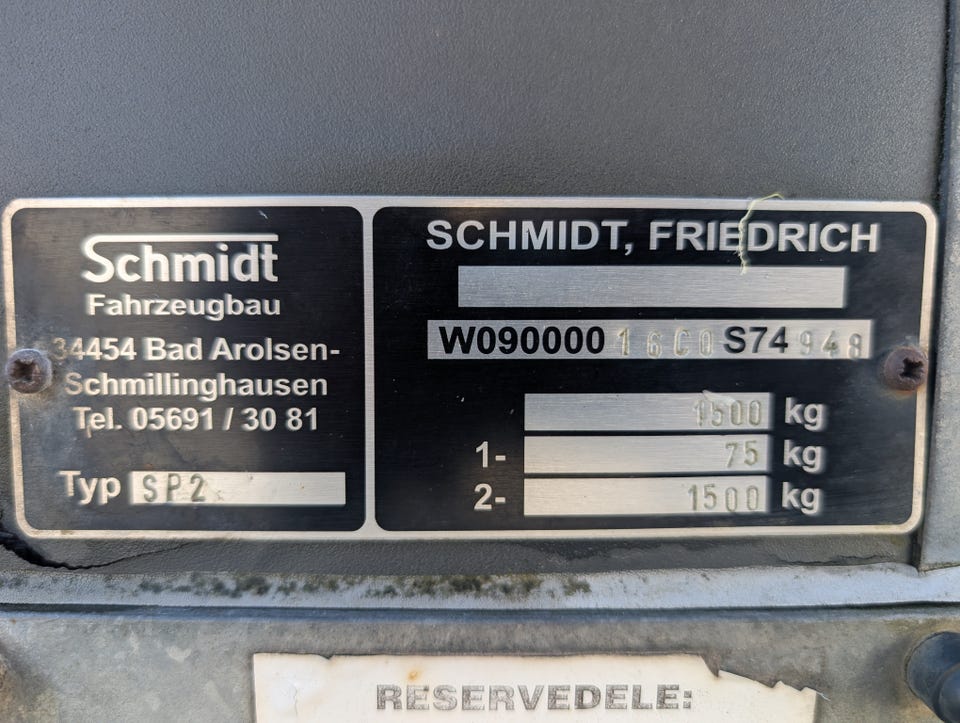 Schmidt
Fahrzeugbau
34454 Bad Arolsen-
Schmillinghausen
Tel. 05691 / 30 81
Typ SP2
SCHMIDT, FRIEDRICH
W09000016C0S74948
1500 kg
1- 75 kg
2- 1500 kg
RESERVEDELE: